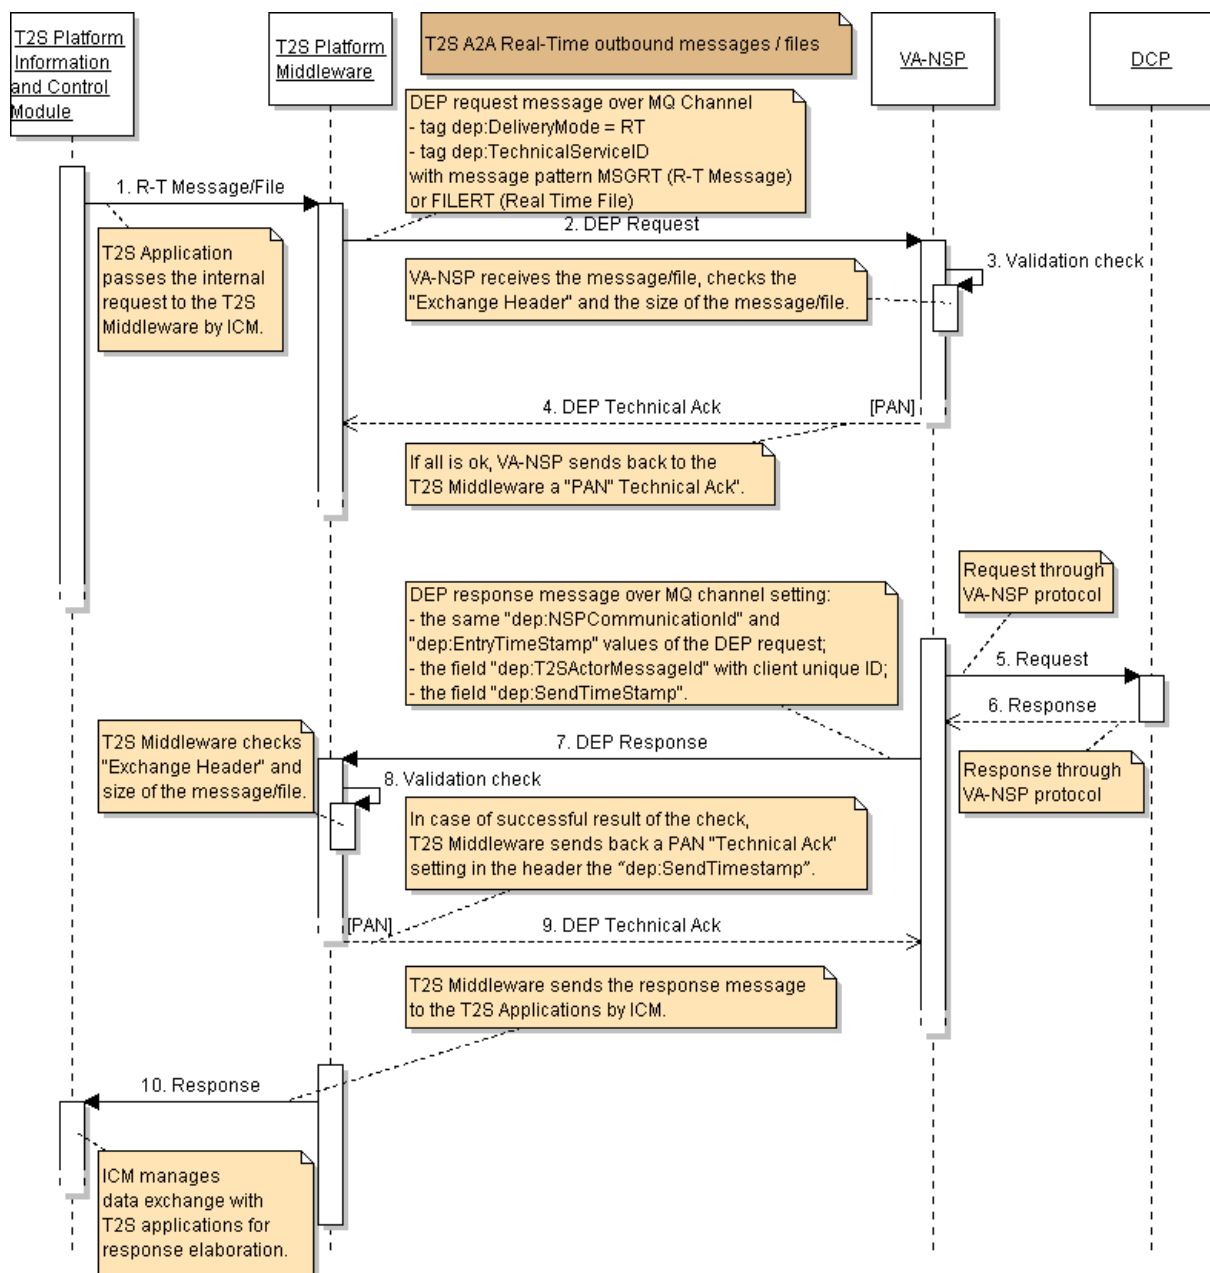 T2S Platform
Information
and Control
Module
T2S Platform
Middleware
T2S A2A Real-Time outbound messages / files
VA-NSP
DCP
DEP request message over MQ Channel
- tag dep:DeliveryMode = RT
- tag dep:TechnicalServiceID
with message pattern MSGRT (R-T Message)
or FILERT (Real Time File)
1. R-T Message/File
2. DEP Request
T2S Application
passes the internal
request to the T2S
Middleware by ICM.
VA-NSP receives the message/file, checks the
"Exchange Header" and the size of the message/file.
3. Validation check
4. DEP Technical Ack
[PAN]
If all is ok, VA-NSP sends back to the
T2S Middleware a "PAN" Technical Ack".
Request through
VA-NSP protocol
DEP response message over MQ channel setting:
- the same "dep:NSPCommunicationId" and
"dep:EntryTimeStamp" values of the DEP request;
- the field "dep:T2SActorMessageId" with client unique ID;
- the field "dep:SendTimeStamp".
5. Request
6. Response
T2S Middleware checks
"Exchange Header" and
size of the message/file.
7. DEP Response
8. Validation check
Response through
VA-NSP protocol
In case of successful result of the check,
T2S Middleware sends back a PAN "Technical Ack"
setting in the header the “dep:SendTimestamp”.
[PAN]
9. DEP Technical Ack
T2S Middleware sends the response message
to the T2S Applications by ICM.
10. Response
ICM manages
data exchange with
T2S applications for
response elaboration.